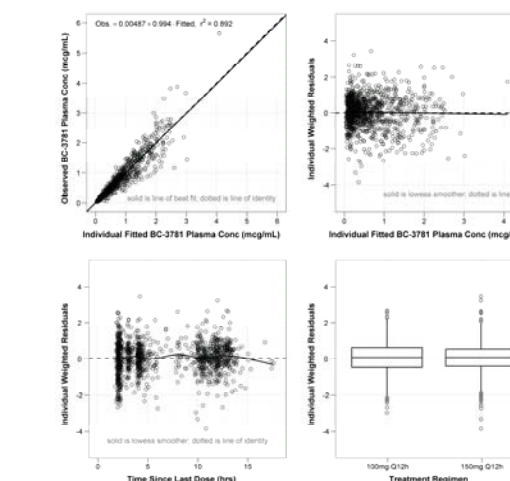 Obs. = 0.00487 + 0.994 · Fitted, r² = 0.892
Observed BC-3781 Plasma Conc (mcg/mL)
6
5
4
3
2
1
0
solid is line of best fit; dotted is line of identity
0 1 2 3 4 5 6
Individual Fitted BC-3781 Plasma Conc (mcg/mL)
Individual Weighted Residuals
4
2
0
-2
-4
solid is lowess smoother; dotted is line
0 1 2 3 4
Individual Fitted BC-3781 Plasma Conc (mcg/
Individual Weighted Residuals
4
2
0
-2
-4
solid is lowess smoother; dotted is line of identity
0 5 10 15
Time Since Last Dose (hrs)
Individual Weighted Residuals
4
2
0
-2
-4
100mg Q12h 150mg Q12h
Treatment Regimen